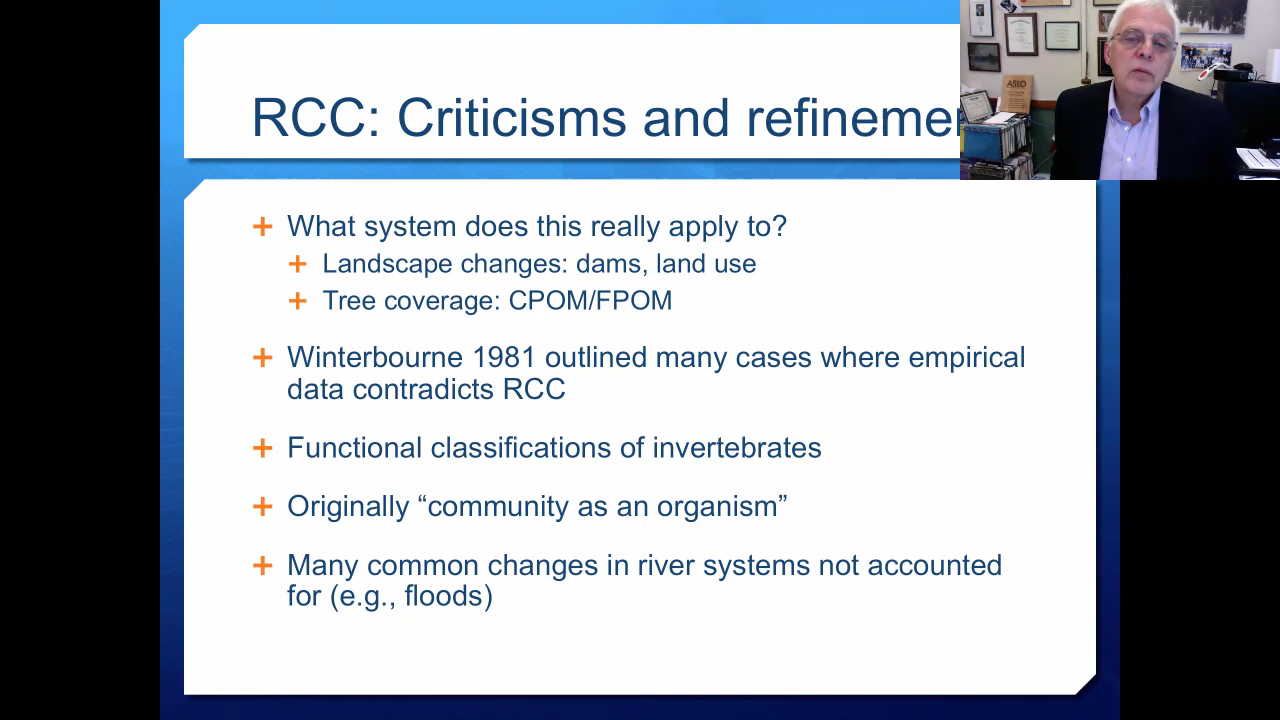 RCC: Criticisms and refineme
What system does this really apply to?
Landscape changes: dams, land use
Tree coverage: CPOM/FPOM
Winterbourne 1981 outlined many cases where empirical
data contradicts RCC
Functional classifications of invertebrates
Originally “community as an organism”
Many common changes in river systems not accounted
for (e.g., floods)
ASLO